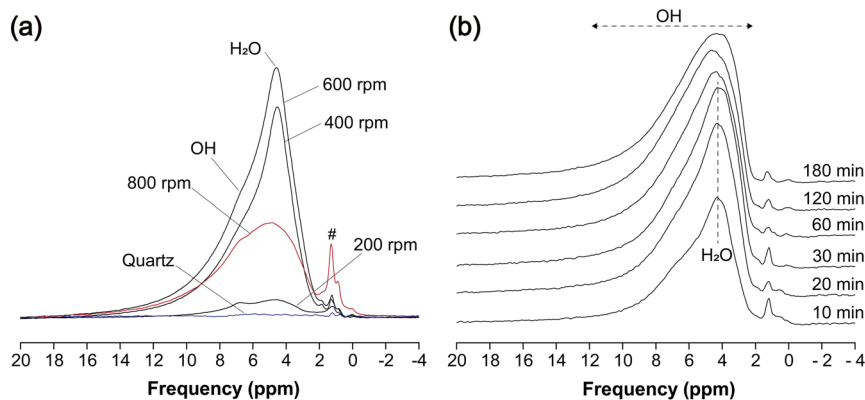 (a)
H₂O
600 rpm
400 rpm
OH
800 rpm
#
200 rpm
Quartz
20 18 16 14 12 10 8 6 4 2 0 -2 -4
Frequency (ppm)
(b)
OH
180 min
120 min
60 min
30 min
H₂O
20 min
10 min
20 18 16 14 12 10 8 6 4 2 0 - 2 - 4
Frequency (ppm)